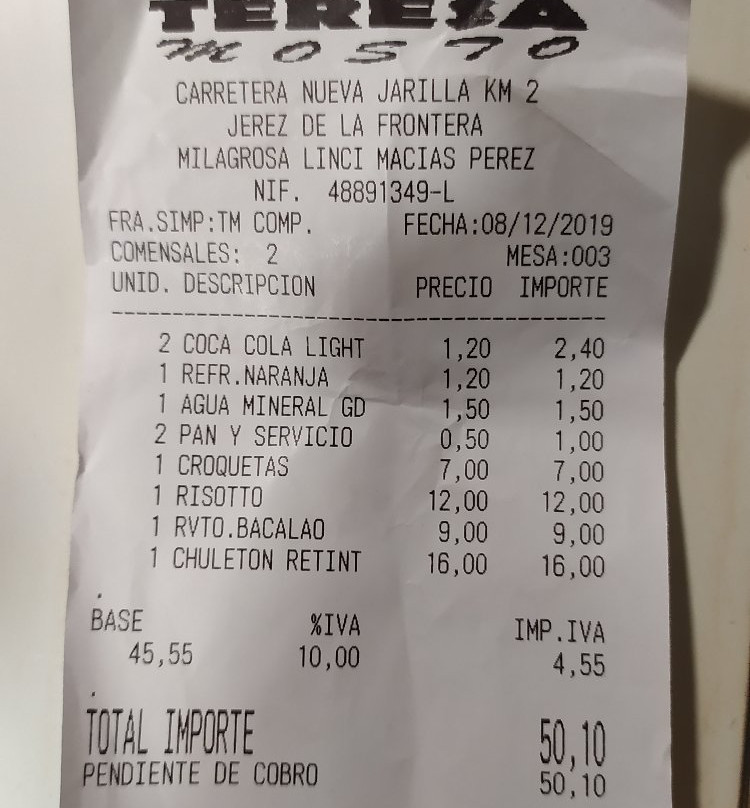 TERESA
MOSTO
CARRETERA NUEVA JARILLA KM 2
JEREZ DE LA FRONTERA
MILAGROSA LINCI MACIAS PEREZ
NIF. 48891349-L
FRA.SIMP:TM COMP. FECHA:08/12/2019
COMENSALES: 2 MESA:003
UNID. DESCRIPCION PRECIO IMPORTE
2 COCA COLA LIGHT 1,20 2,40
1 REFR.NARANJA 1,20 1,20
1 AGUA MINERAL GD 1,50 1,50
2 PAN Y SERVICIO 0,50 1,00
1 CROQUETAS 7,00 7,00
1 RISOTTO 12,00 12,00
1 RVTO.BACALAO 9,00 9,00
1 CHULETON RETINT 16,00 16,00
.
BASE %IVA IMP.IVA
45,55 10,00 4,55
.
TOTAL IMPORTE 50,10
PENDIENTE DE COBRO 50,10